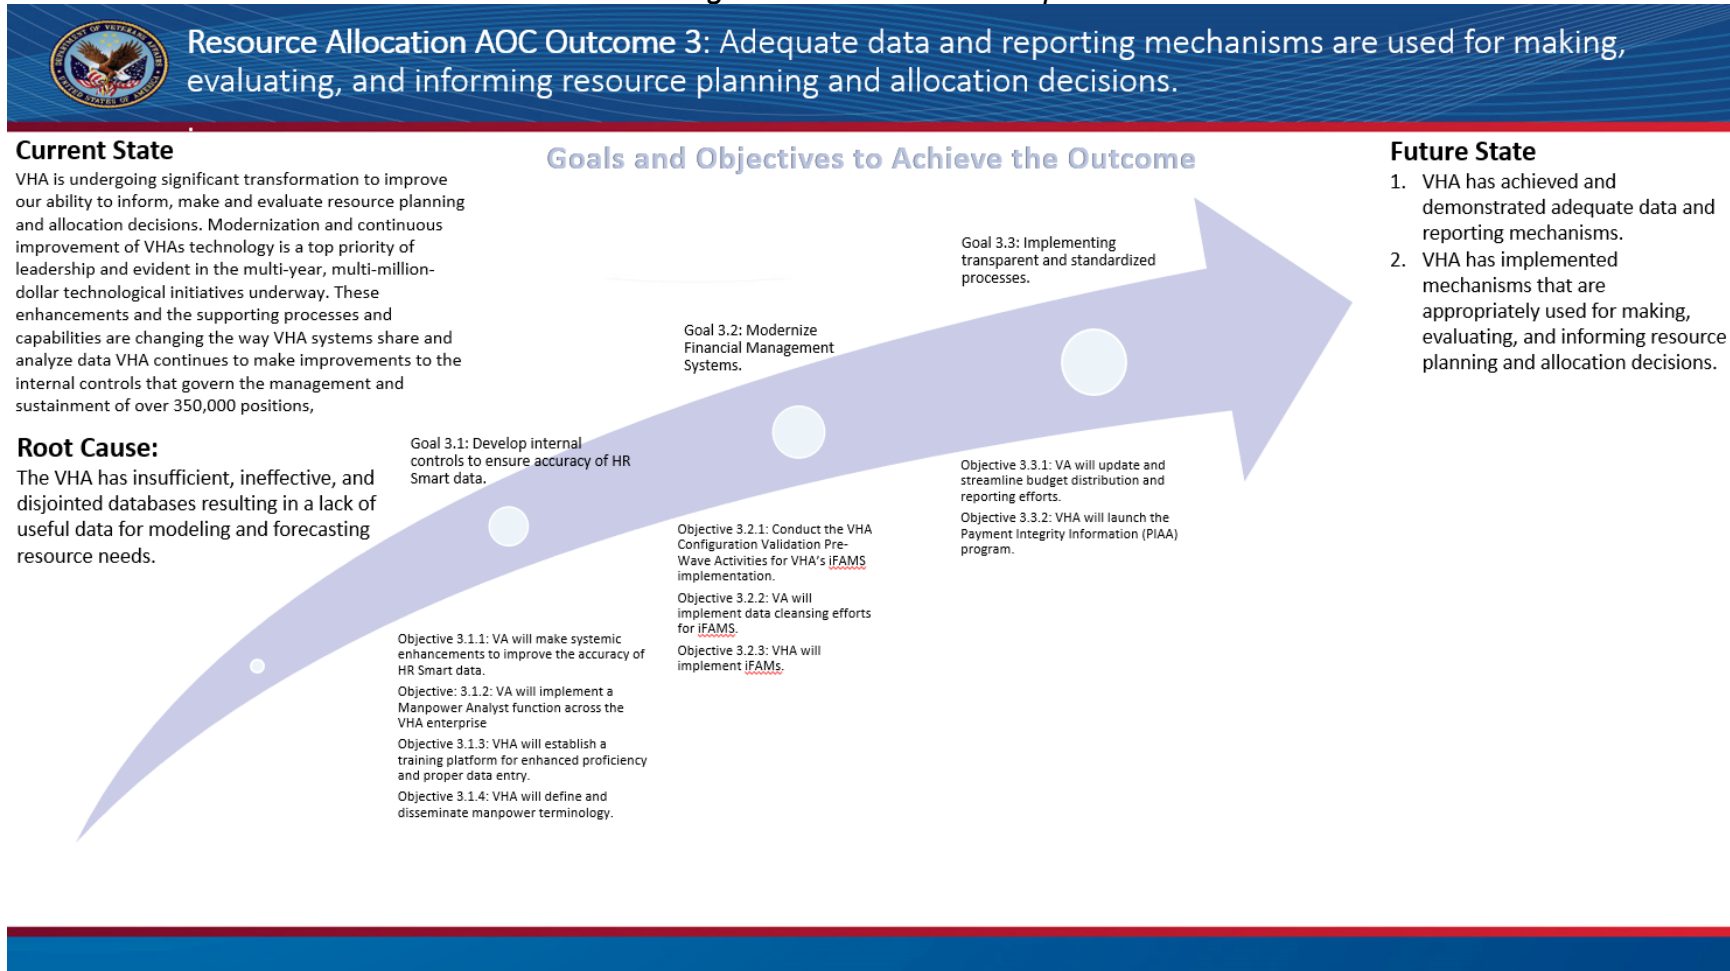 Resource Allocation AOC Outcome 3: Adequate data and reporting mechanisms are used for making,
evaluating, and informing resource planning and allocation decisions.
DEPARTMENT OF VETERANS AFFAIRS
UNITED STATES OF AMERICA
Current State
VHA is undergoing significant transformation to improve
our ability to inform, make and evaluate resource planning
and allocation decisions. Modernization and continuous
improvement of VHAs technology is a top priority of
leadership and evident in the multi-year, multi-million-
dollar technological initiatives underway. These
enhancements and the supporting processes and
capabilities are changing the way VHA systems share and
analyze data VHA continues to make improvements to the
internal controls that govern the management and
sustainment of over 350,000 positions,
Root Cause:
The VHA has insufficient, ineffective, and
disjointed databases resulting in a lack of
useful data for modeling and forecasting
resource needs.
Goals and Objectives to Achieve the Outcome
Goal 3.1: Develop internal
controls to ensure accuracy of HR
Smart data.
Objective 3.1.1: VA will make systemic
enhancements to improve the accuracy of
HR Smart data.
Objective: 3.1.2: VA will implement a
Manpower Analyst function across the
VHA enterprise
Objective 3.1.3: VHA will establish a
training platform for enhanced proficiency
and proper data entry.
Objective 3.1.4: VHA will define and
disseminate manpower terminology.
Goal 3.2: Modernize
Financial Management
Systems.
Objective 3.2.1: Conduct the VHA
Configuration Validation Pre-
Wave Activities for VHA's iFAMS
implementation.
Objective 3.2.2: VA will
implement data cleansing efforts
for iFAMS.
Objective 3.2.3: VHA will
implement iFAMs.
Goal 3.3: Implementing
transparent and standardized
processes.
Objective 3.3.1: VA will update and
streamline budget distribution and
reporting efforts.
Objective 3.3.2: VHA will launch the
Payment Integrity Information (PIAA)
program.
Future State
1. VHA has achieved and
demonstrated adequate data and
reporting mechanisms.
2. VHA has implemented
mechanisms that are
appropriately used for making,
evaluating, and informing resource
planning and allocation decisions.